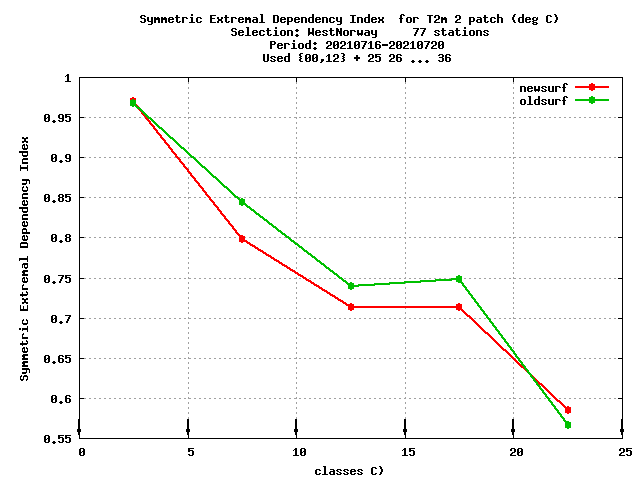 Symmetric Extremal Dependency Index  for T2m 2 patch (deg C)
Selection: WestNorway     77 stations
Period: 20210716-20210720
Used {00,12} + 25 26 ... 36
newsurf
oldsurf
Symmetric Extremal Dependency Index
1
0,95
0,9
0,85
0,8
0,75
0,7
0,65
0,6
0,55
0 5 10 15 20 25
classes C)